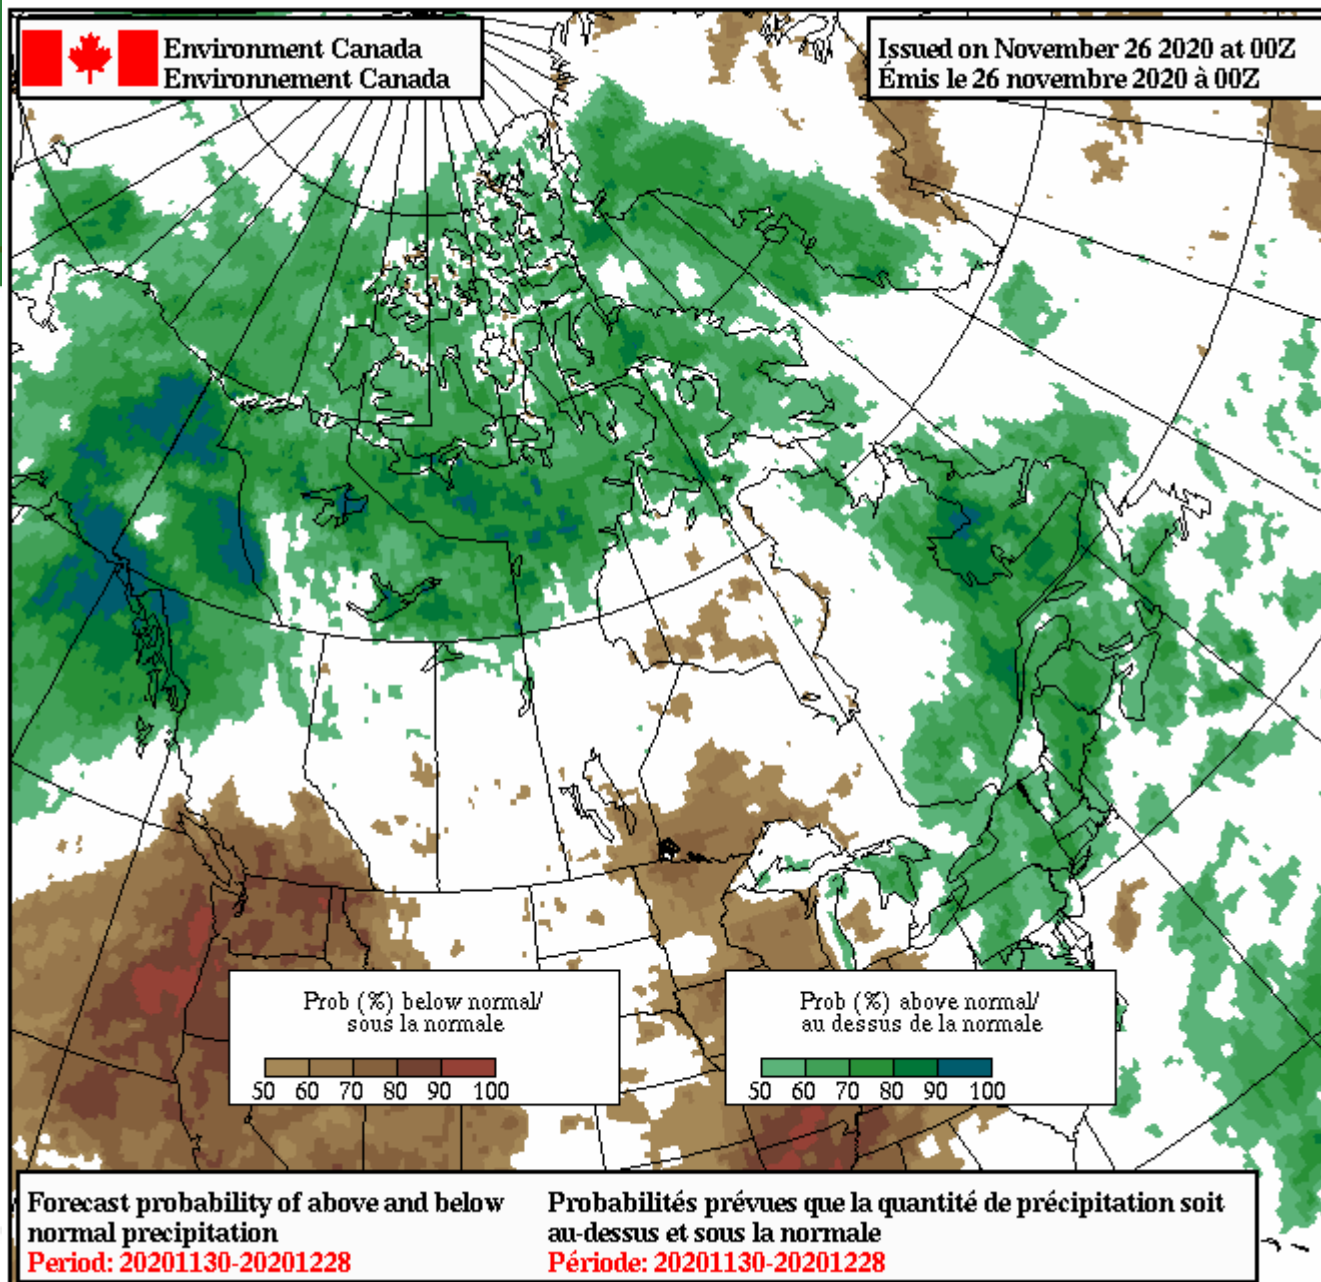 Environment Canada
Environnement Canada
Issued on November 26 2020 at 00Z
Émis le 26 novembre 2020 à 00Z
Prob (%) below normal/
sous la normale
50 60 70 80 90 100
Prob (%) above normal/
au dessus de la normale
50 60 70 80 90 100
Forecast probability of above and below
normal precipitation
Period: 20201130-20201228
Probabilités prévues que la quantité de précipitation soit
au-dessus et sous la normale
Période: 20201130-20201228